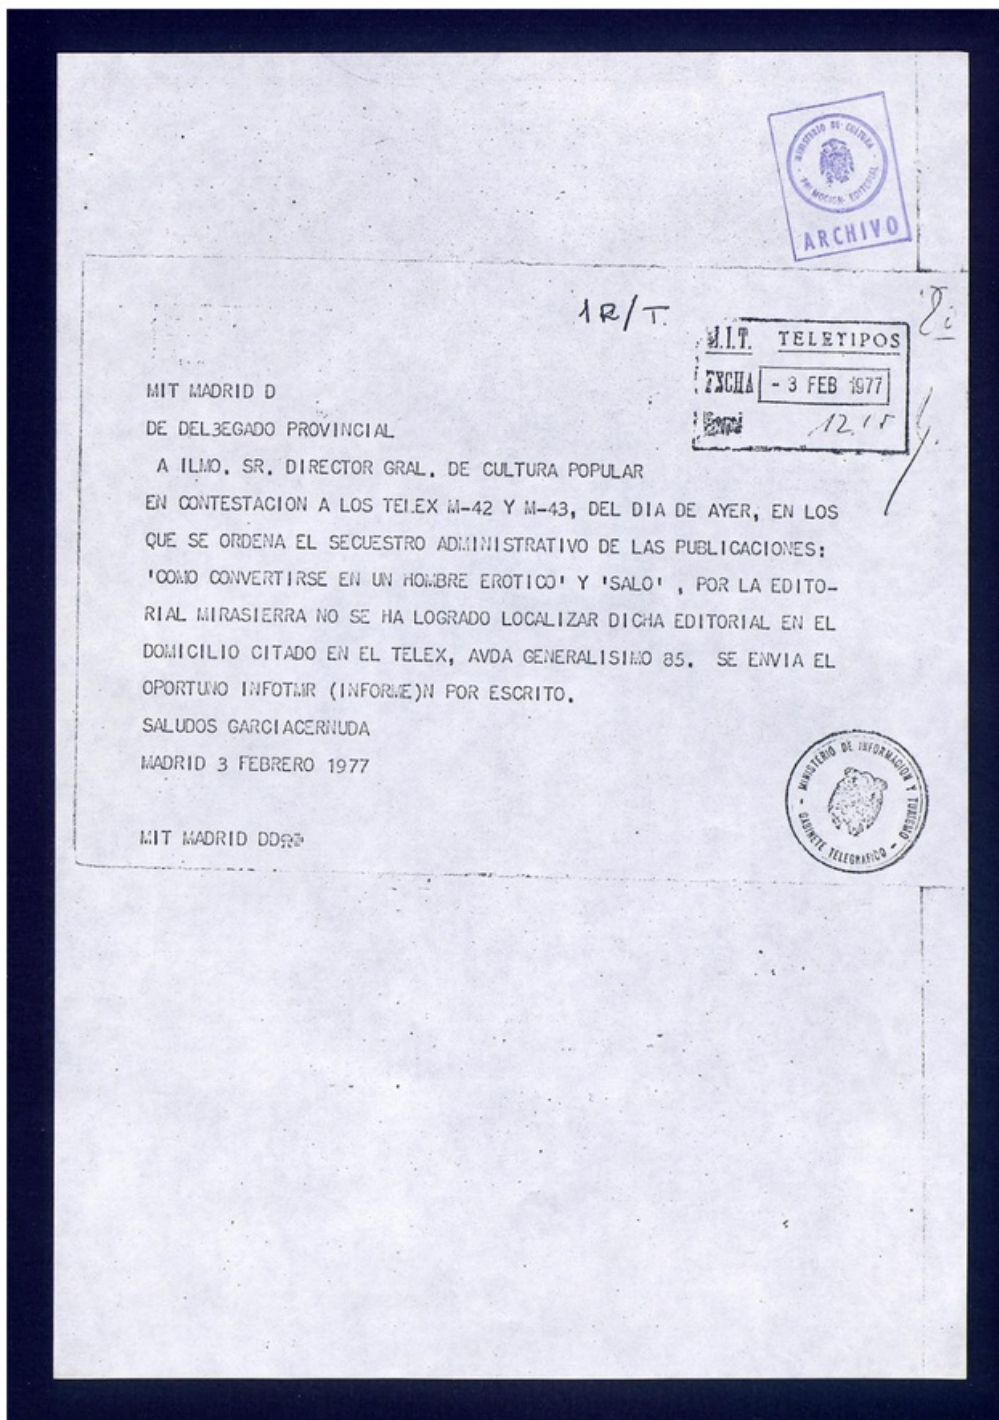 MINISTERIO DE CULTURA
PROMOCION EDITORIAL
ARCHIVO
1R/T.
M.I.T. TELETIPOS
FECHA - 3 FEB 1977
12.15
MIT MADRID D
DE DEL3EGADO PROVINCIAL
A ILMO. SR. DIRECTOR GRAL. DE CULTURA POPULAR
EN CONTESTACION A LOS TELEX M-42 Y M-43, DEL DIA DE AYER, EN LOS
QUE SE ORDENA EL SECUESTRO ADMINISTRATIVO DE LAS PUBLICACIONES:
'COMO CONVERTIRSE EN UN HOMBRE EROTICO' Y 'SALO' , POR LA EDITO-
RIAL MIRASIERRA NO SE HA LOGRADO LOCALIZAR DICHA EDITORIAL EN EL
DOMICILIO CITADO EN EL TELEX, AVDA GENERALISIMO 85. SE ENVIA EL
OPORTUNO INFOTMR (INFORME)N POR ESCRITO.
SALUDOS GARCIACERNUDA
MADRID 3 FEBRERO 1977
MINISTERIO DE INFORMACION Y TURISMO
GABINETE TELEGRAFICO
MIT MADRID DD